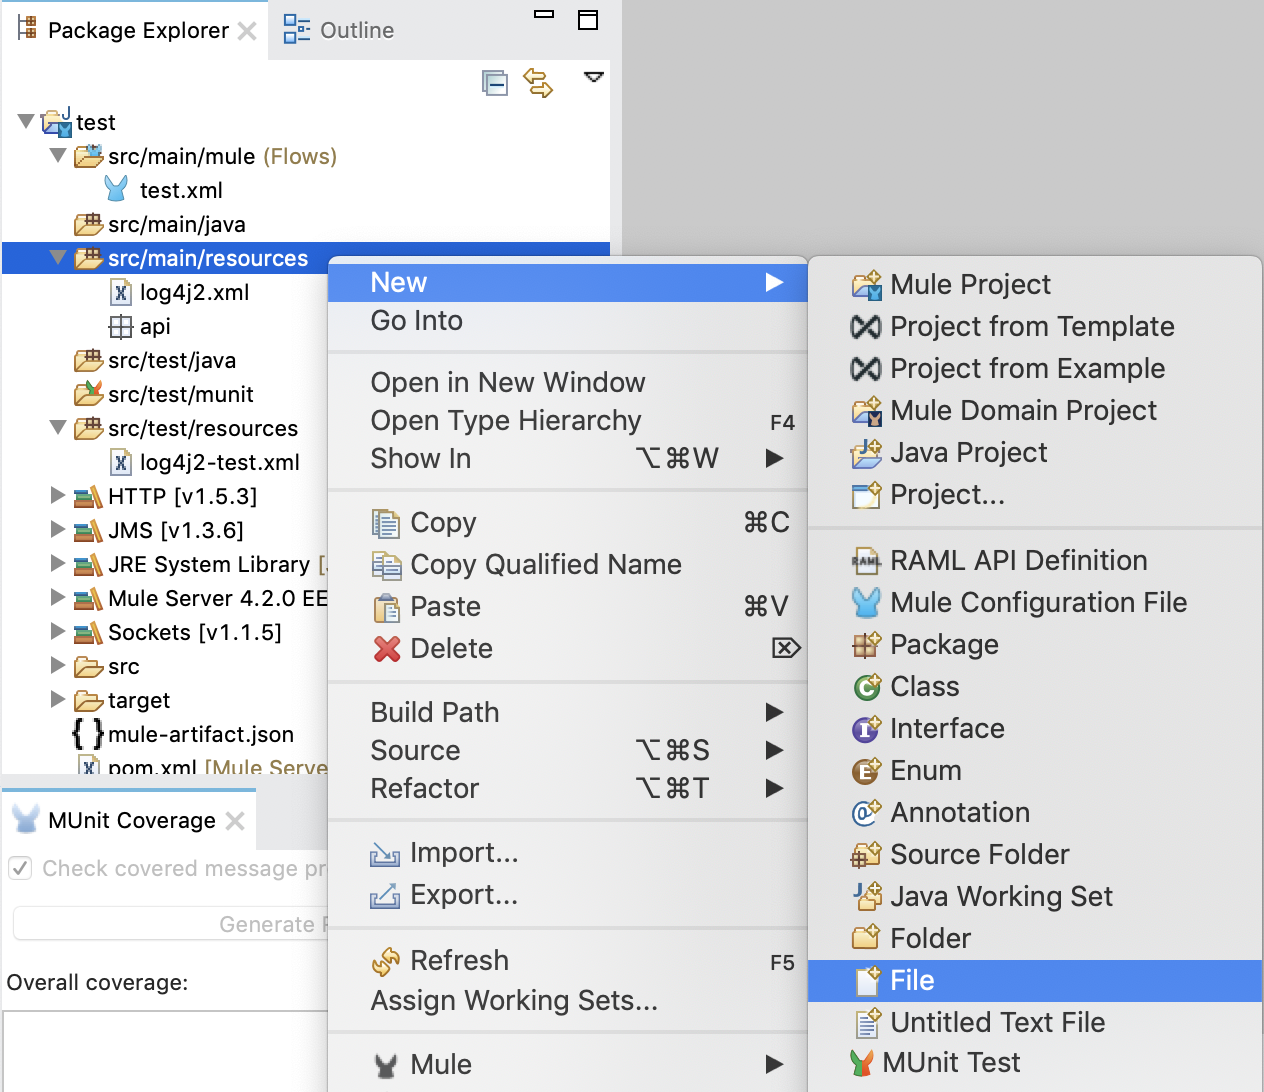 Package Explorer
Outline
test
src/main/mule (Flows)
test.xml
src/main/java
src/main/resources
log4j2.xml
api
src/test/java
src/test/munit
src/test/resources
log4j2-test.xml
HTTP [v1.5.3]
JMS [v1.3.6]
JRE System Library [
Mule Server 4.2.0 EE
Sockets [v1.1.5]
src
target
{ } mule-artifact.json
pom.xml [Mule Serve
MUnit Coverage
Check covered message pr
Generate
Overall coverage:
New
Go Into
Open in New Window
Open Type Hierarchy F4
Show In ⌥⌘W
Copy ⌘C
Copy Qualified Name
Paste ⌘V
Delete ⌦
Build Path
Source ⌥⌘S
Refactor ⌥⌘T
Import...
Export...
Refresh F5
Assign Working Sets...
Mule
Mule Project
Project from Template
Project from Example
Mule Domain Project
Java Project
Project...
RAML API Definition
Mule Configuration File
Package
Class
Interface
Enum
Annotation
Source Folder
Java Working Set
Folder
File
Untitled Text File
MUnit Test